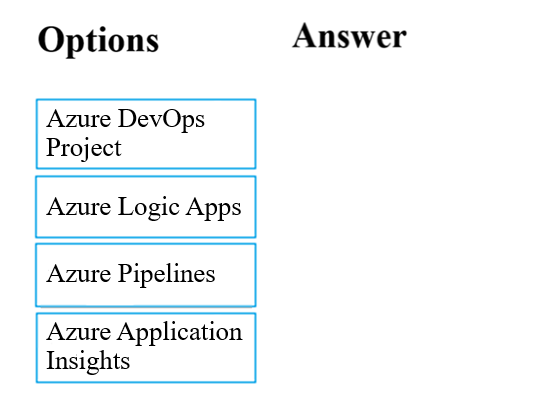 Options
Answer
Azure DevOps
Project
Azure Logic Apps
Azure Pipelines
Azure Application
Insights